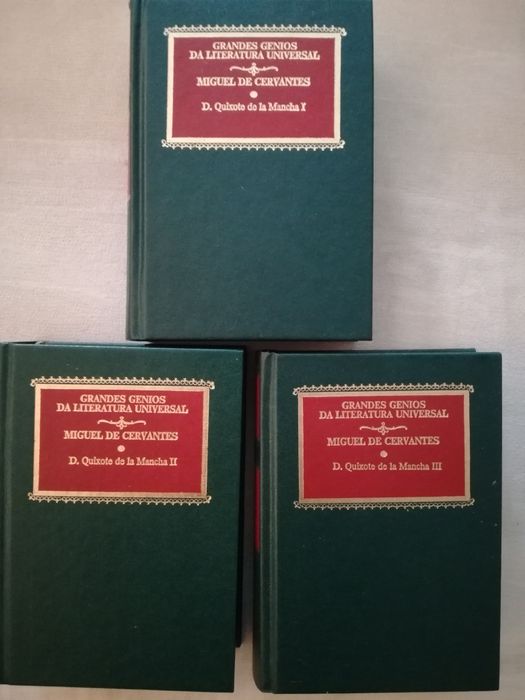 GRANDES GENIOS
DA LITERATURA UNIVERSAL
MIGUEL DE CERVANTES
D. Quixote de la Mancha I
GRANDES GENIOS
DA LITERATURA UNIVERSAL
MIGUEL DE CERVANTES
D. Quixote de la Mancha II
GRANDES GENIOS
DA LITERATURA UNIVERSAL
MIGUEL DE CERVANTES
D. Quixote de la Mancha III